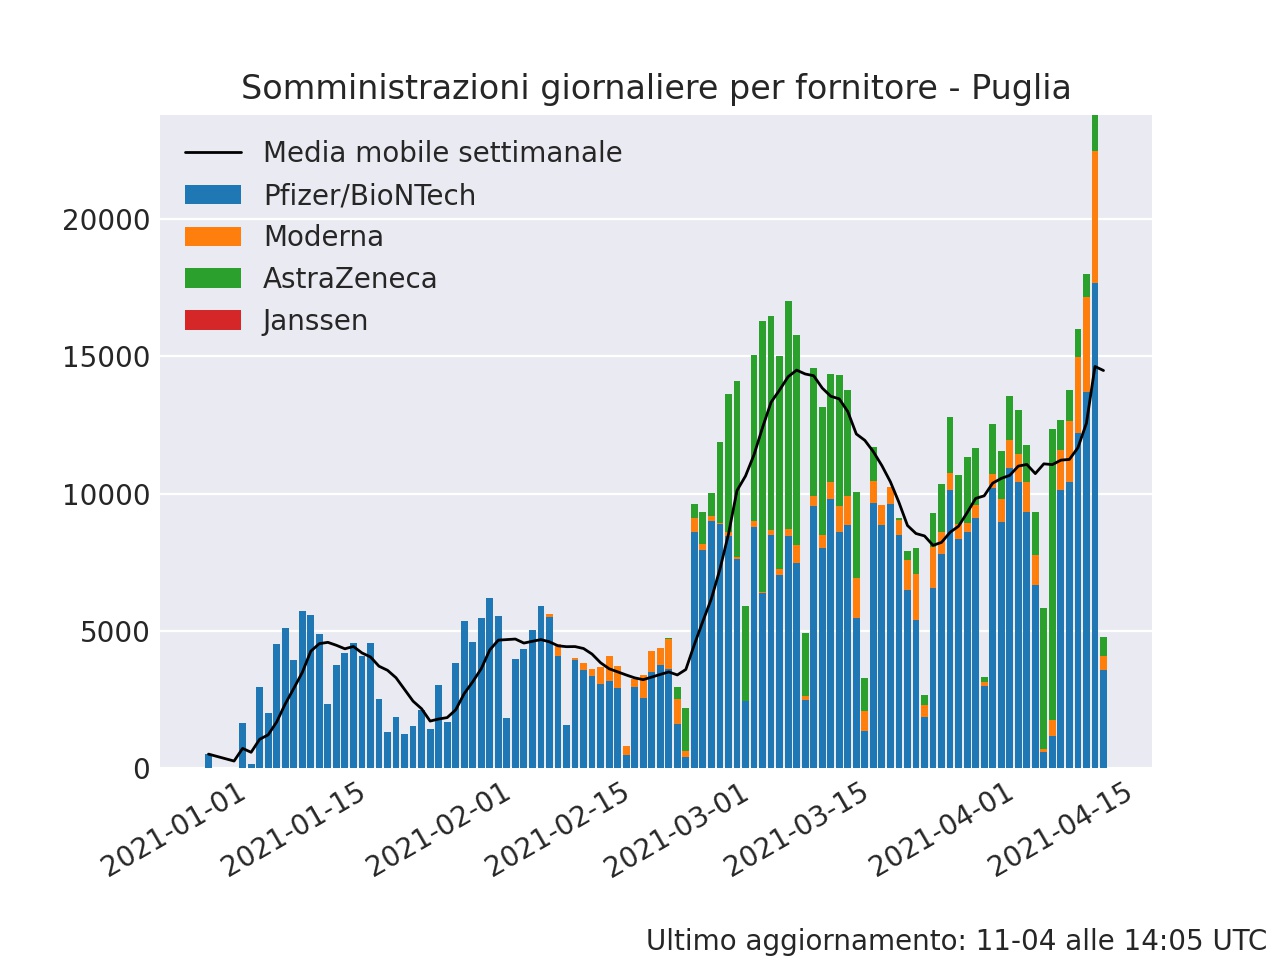 Somministrazioni giornaliere per fornitore - Puglia
Media mobile settimanale
Pfizer/BioNTech
Moderna
AstraZeneca
Janssen
20000
15000
10000
5000
0
2021-01-01
2021-01-15
2021-02-01
2021-02-15
2021-03-01
2021-03-15
2021-04-01
2021-04-15
Ultimo aggiornamento: 11-04 alle 14:05 UTC